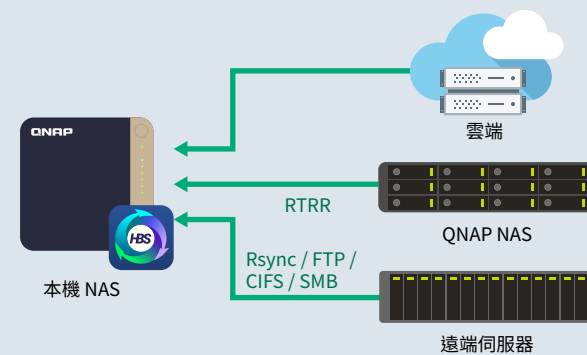 雲端
QNAP
RTRR
QNAP NAS
HBS
本機 NAS
Rsync / FTP /
CIFS / SMB
遠端伺服器